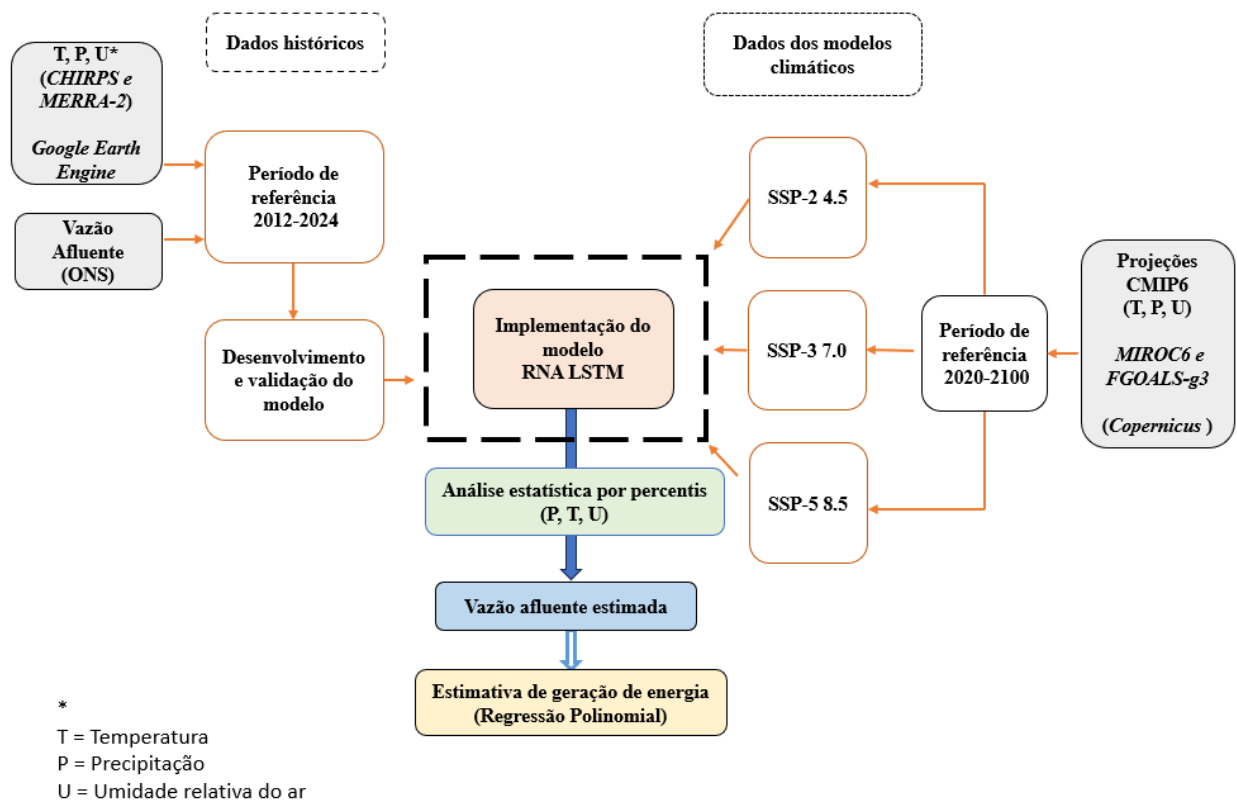 Dados históricos
Dados dos modelos
climáticos
T, P, U*
(CHIRPS e
MERRA-2)
Google Earth
Engine
Vazão
Afluente
(ONS)
Período de
referência
2012-2024
Desenvolvimento
e validação do
modelo
Implementação do
modelo
RNA LSTM
SSP-2 4.5
SSP-3 7.0
SSP-5 8.5
Período de
referência
2020-2100
Projeções
CMIP6
(T, P, U)
MIROC6 e
FGOALS-g3
(Copernicus )
Análise estatística por percentis
(P, T, U)
Vazão afluente estimada
Estimativa de geração de energia
(Regressão Polinomial)
*
T = Temperatura
P = Precipitação
U = Umidade relativa do ar